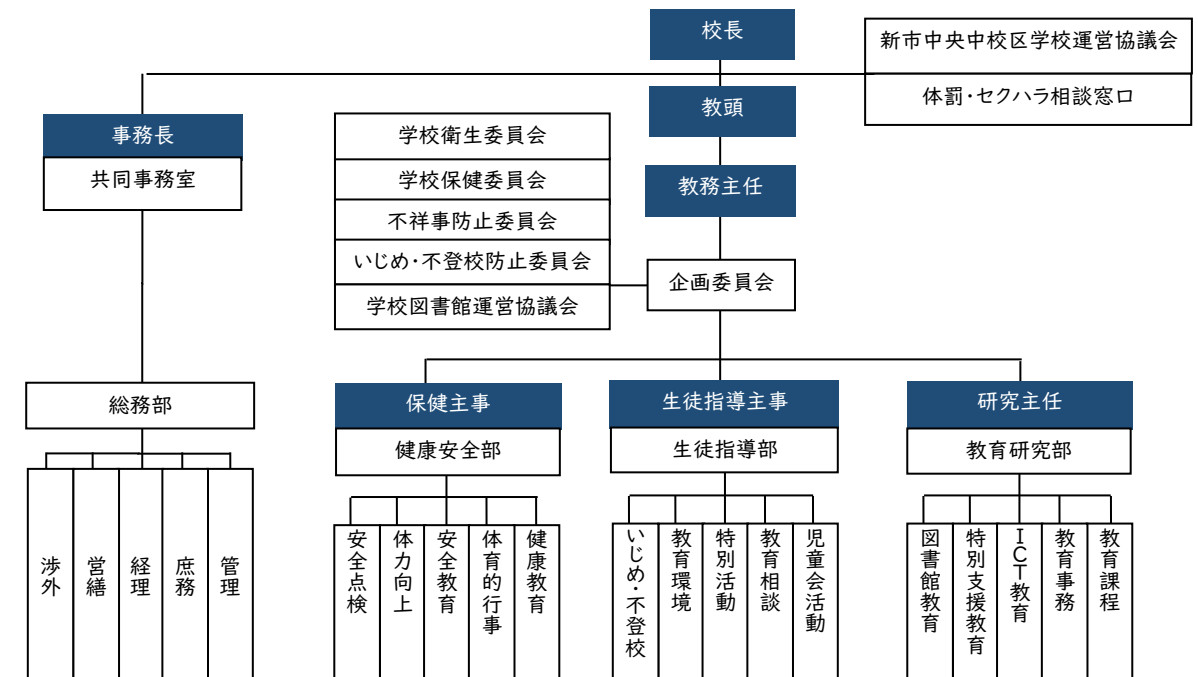 校長
新市中央中校区学校運営協議会
体罰・セクハラ相談窓口
教頭
事務長
共同事務室
学校衛生委員会
学校保健委員会
不祥事防止委員会
いじめ・不登校防止委員会
学校図書館運営協議会
教務主任
企画委員会
総務部
保健主事
健康安全部
生徒指導主事
生徒指導部
研究主任
教育研究部
渉外
営繕
経理
庶務
管理
安全点検
体力向上
安全教育
体育的行事
健康教育
いじめ・不登校
教育環境
特別活動
教育相談
児童会活動
図書館教育
特別支援教育
ICT教育
教育事務
教育課程